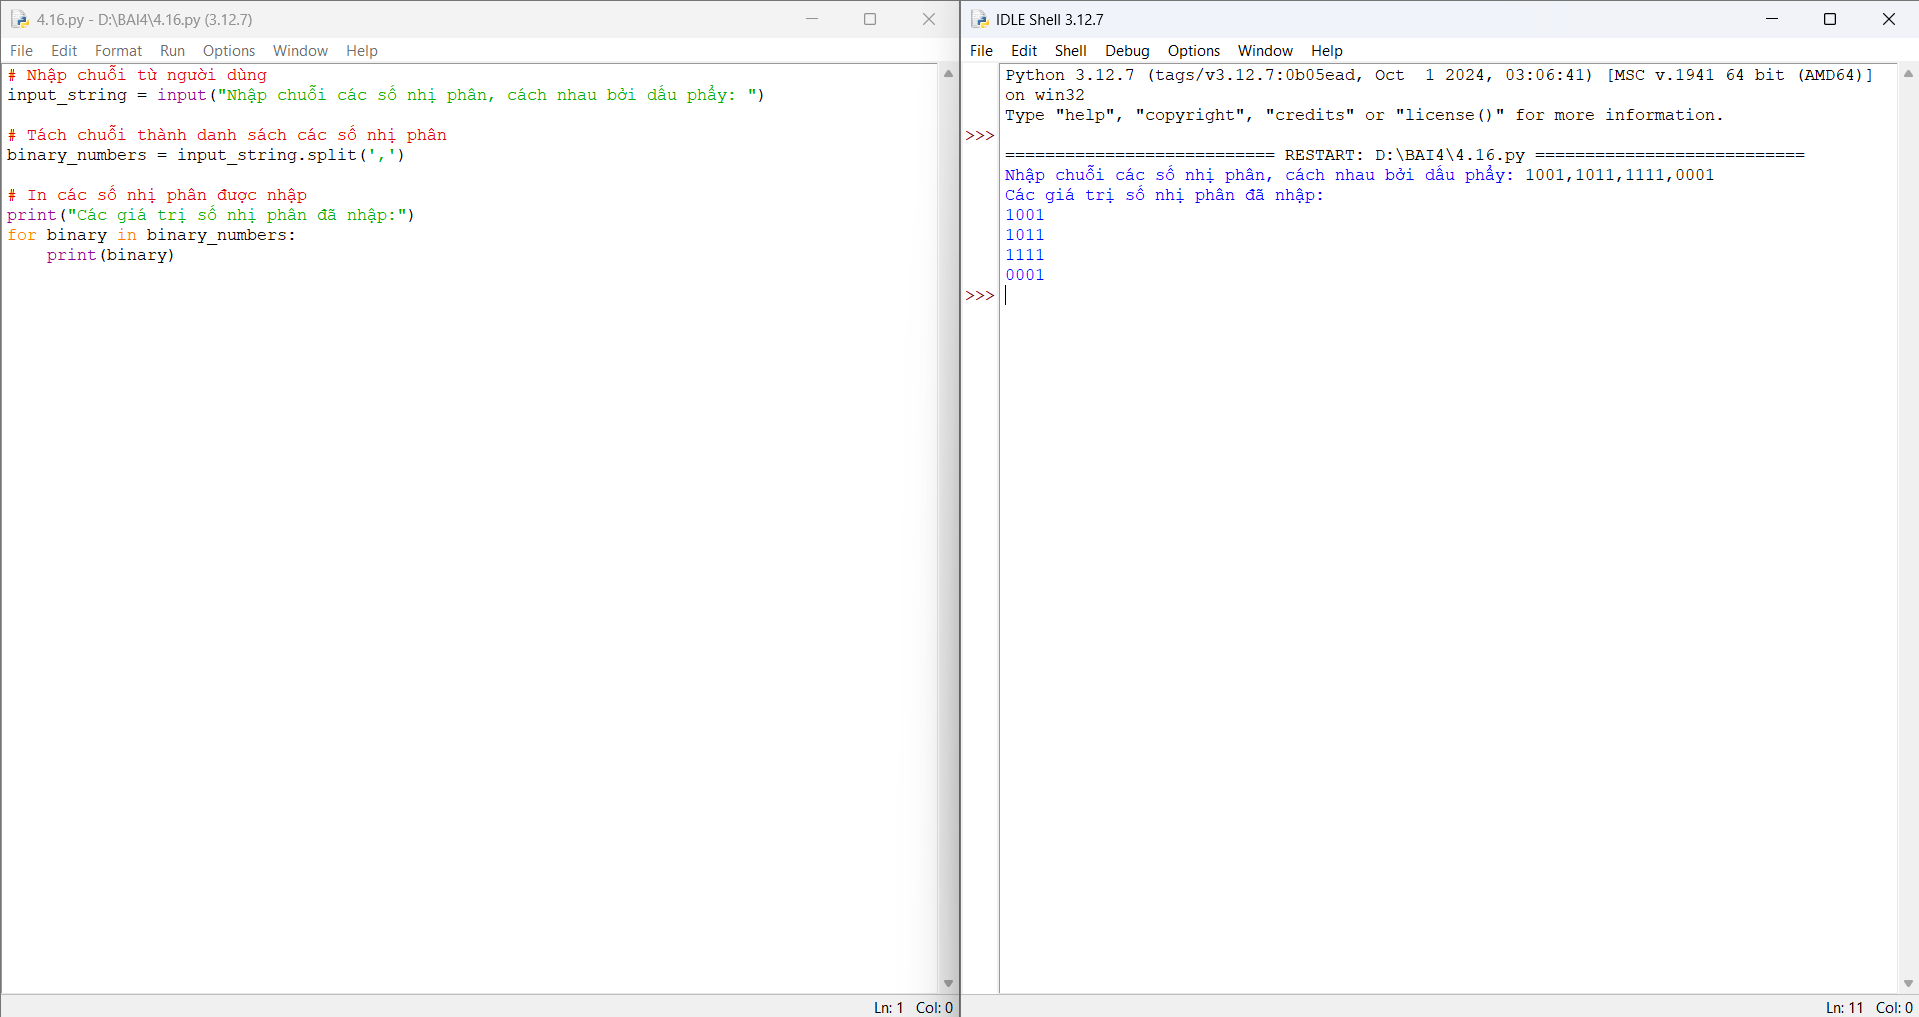 4.16.py - D:\BAI4\4.16.py (3.12.7)
File Edit Format Run Options Window Help
# Nhập chuỗi từ người dùng
input_string = input("Nhập chuỗi các số nhị phân, cách nhau bởi dấu phẩy: ")
# Tách chuỗi thành danh sách các số nhị phân
binary_numbers = input_string.split(',')
# In các số nhị phân được nhập
print("Các giá trị số nhị phân đã nhập:")
for binary in binary_numbers:
    print(binary)
Ln: 1 Col: 0
IDLE Shell 3.12.7
File Edit Shell Debug Options Window Help
Python 3.12.7 (tags/v3.12.7:0b05ead, Oct  1 2024, 03:06:41) [MSC v.1941 64 bit (AMD64)]
on win32
Type "help", "copyright", "credits" or "license()" for more information.
>>>
=========================== RESTART: D:\BAI4\4.16.py ===========================
Nhập chuỗi các số nhị phân, cách nhau bởi dấu phẩy: 1001,1011,1111,0001
Các giá trị số nhị phân đã nhập:
1001
1011
1111
0001
>>>
Ln: 11 Col: 0